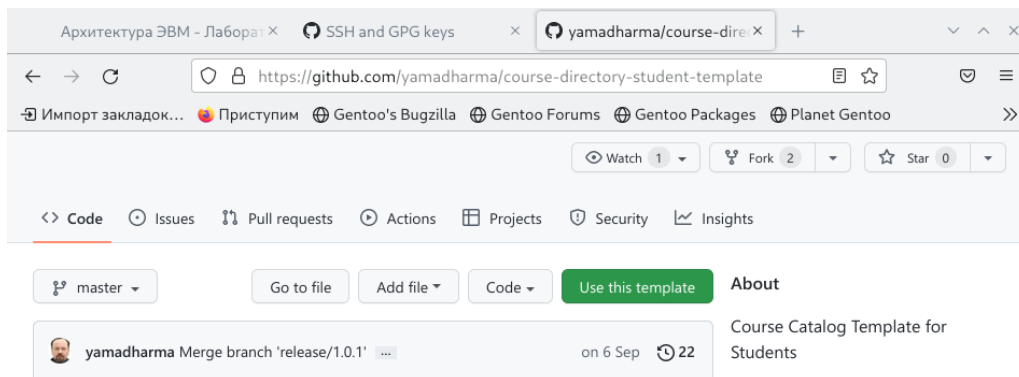 Архитектура ЭВМ - Лаборат
SSH and GPG keys
yamadharma/course-direc
https://github.com/yamadharma/course-directory-student-template
Импорт закладок... Приступим Gentoo's Bugzilla Gentoo Forums Gentoo Packages Planet Gentoo
Watch 1 Fork 2 Star 0
Code Issues Pull requests Actions Projects Security Insights
master Go to file Add file Code Use this template
About
Course Catalog Template for
Students
yamadharma Merge branch 'release/1.0.1' ... on 6 Sep 22